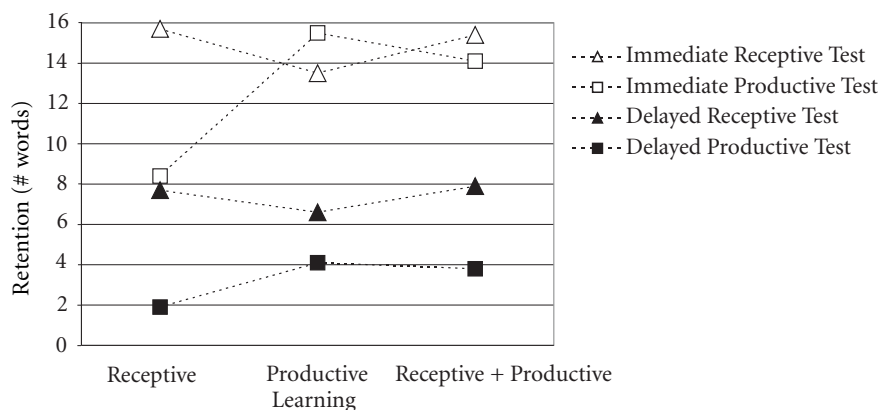 16
14
12
10
8
6
4
2
0
Retention (# words)
Receptive
Productive
Learning
Receptive + Productive
Immediate Receptive Test
Immediate Productive Test
Delayed Receptive Test
Delayed Productive Test